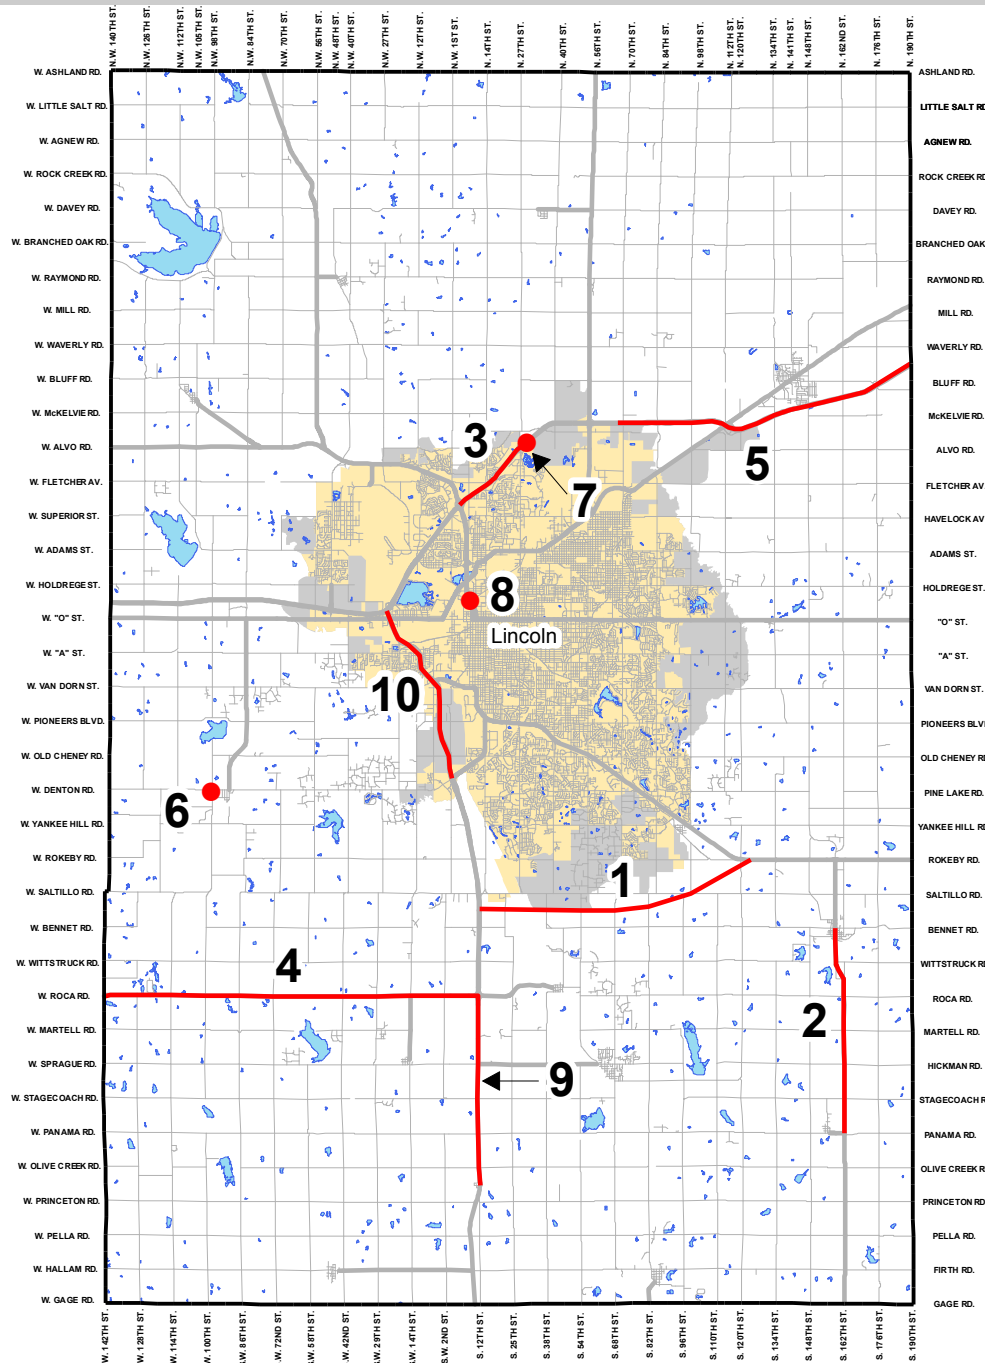 N.W. 140TH ST.
N.W. 126TH ST.
N.W. 112TH ST.
N.W. 105TH ST.
N.W. 98TH ST.
N.W. 84TH ST.
N.W. 70TH ST.
N.W. 56TH ST.
N.W. 48TH ST.
N.W. 40TH ST.
N.W. 27TH ST.
N.W. 12TH ST.
N.W. 1ST ST.
N. 14TH ST.
N. 27TH ST.
N. 40TH ST.
N. 56TH ST.
N. 70TH ST.
N. 84TH ST.
N. 98TH ST.
N. 112TH ST.
N. 120TH ST.
N. 134TH ST.
N. 141TH ST.
N. 148TH ST.
N. 162ND ST.
N. 176TH ST.
N. 190TH ST.
W. ASHLAND RD.
W. LITTLE SALT RD.
W. AGNEW RD.
W. ROCK CREEK RD.
W. DAVEY RD.
W. BRANCHED OAK RD.
W. RAYMOND RD.
W. MILL RD.
W. WAVERLY RD.
W. BLUFF RD.
W. McKELVIE RD.
W. ALVO RD.
W. FLETCHER AV.
W. SUPERIOR ST.
W. ADAMS ST.
W. HOLDREGE ST.
W. "O" ST.
W. "A" ST.
W. VAN DORN ST.
W. PIONEERS BLVD.
W. OLD CHENEY RD.
W. DENTON RD.
W. YANKEE HILL RD.
W. ROKEBY RD.
W. SALTILLO RD.
W. BENNET RD.
W. WITTSTRUCK RD.
W. ROCA RD.
W. MARTELL RD.
W. SPRAGUE RD.
W. STAGECOACH RD.
W. PANAMA RD.
W. OLIVE CREEK RD.
W. PRINCETON RD.
W. PELLA RD.
W. HALLAM RD.
W. GAGE RD.
3
7
5
8
Lincoln
10
6
1
4
2
9
ASHLAND RD.
LITTLE SALT RD
AGNEW RD.
ROCK CREEK RD
DAVEY RD.
BRANCHED OAK
RAYMOND RD.
MILL RD.
WAVERLY RD.
BLUFF RD.
McKELVIE RD.
ALVO RD.
FLETCHER AV.
HAVELOCK AV
ADAMS ST.
HOLDREGE ST.
"O" ST.
"A" ST.
VAN DORN ST.
PIONEERS BLV
OLD CHENEY RD
PINE LAKE RD.
YANKEE HILL RD
ROKEBY RD.
SALTILLO RD.
BENNET RD.
WITTSTRUCK RD
ROCA RD.
MARTELL RD.
HICKMAN RD.
STAGECOACH R
PANAMA RD.
OLIVE CREEK R
PRINCETON RD
PELLA RD.
FIRTH RD.
GAGE RD.
W. 142TH ST.
W. 128TH ST.
W. 114TH ST.
W. 100TH ST.
W. 86TH ST.
W. 72ND ST.
W. 58TH ST.
W. 42ND ST.
W. 29TH ST.
W. 14TH ST.
S.W. 2ND ST.
S. 12TH ST.
S. 25TH ST.
S. 38TH ST.
S. 54TH ST.
S. 68TH ST.
S. 82TH ST.
S. 96TH ST.
S. 110TH ST.
S. 120TH ST.
S. 134TH ST.
S. 148TH ST.
S. 162TH ST.
S. 176TH ST.
S. 190TH ST.